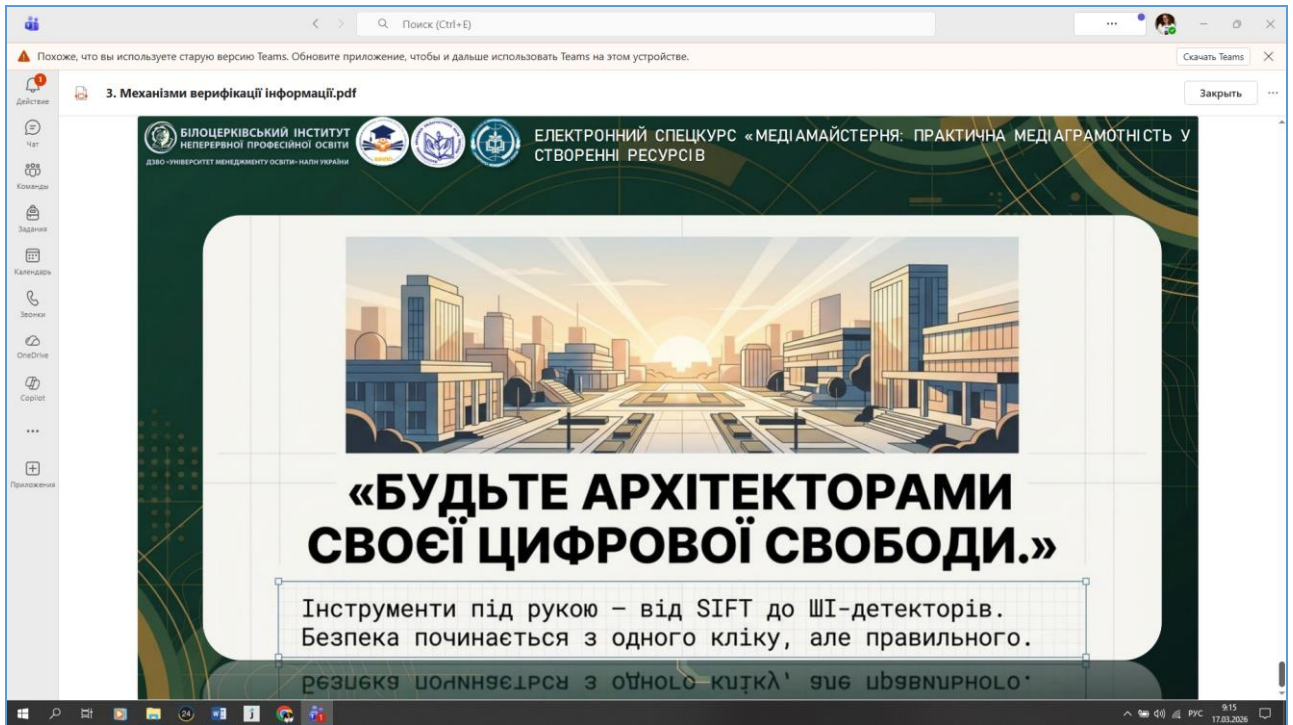 Поиск (Ctrl+E)
Похоже, что вы используете старую версию Teams. Обновите приложение, чтобы и дальше использовать Teams на этом устройстве.
Скачать Teams
1
Действие
3. Механізми верифікації інформації.pdf
Закрыть
Чат
Команды
Задания
Календарь
Звонки
OneDrive
Copilot
Приложения
БІЛОЦЕРКІВСЬКИЙ ІНСТИТУТ
НЕПЕРЕРВНОЇ ПРОФЕСІЙНОЇ ОСВІТИ
ДЗВО «УНІВЕРСИТЕТ МЕНЕДЖМЕНТУ ОСВІТИ» НАПН УКРАЇНИ
ЕЛЕКТРОННИЙ СПЕЦКУРС «МЕДІАМАЙСТЕРНЯ: ПРАКТИЧНА МЕДІАГРАМОТНІСТЬ У
СТВОРЕННІ РЕСУРСІВ
«БУДЬТЕ АРХІТЕКТОРАМИ
СВОЄЇ ЦИФРОВОЇ СВОБОДИ.»
Інструменти під рукою – від SIFT до ШІ-детекторів.
Безпека починається з одного кліку, але правильного.
24
РУС
9:15
17.03.2026